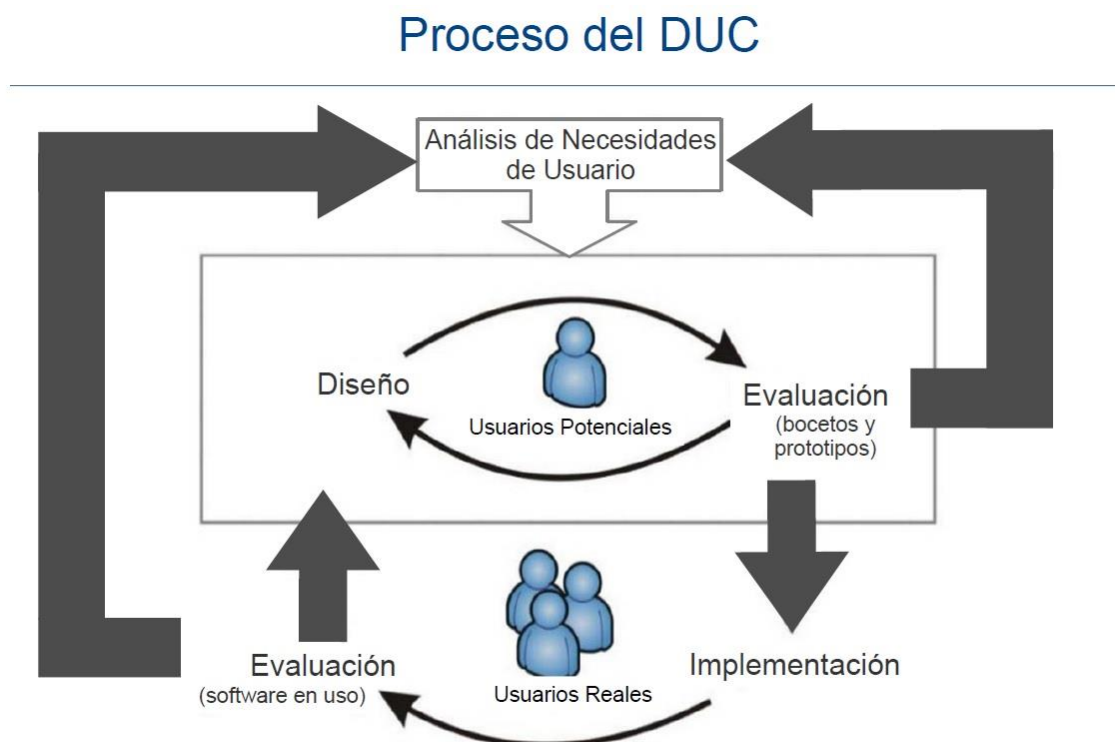 Proceso del DUC
Análisis de Necesidades
de Usuario
Diseño
Usuarios Potenciales
Evaluación
(bocetos y
prototipos)
Evaluación
(software en uso)
Usuarios Reales
Implementación